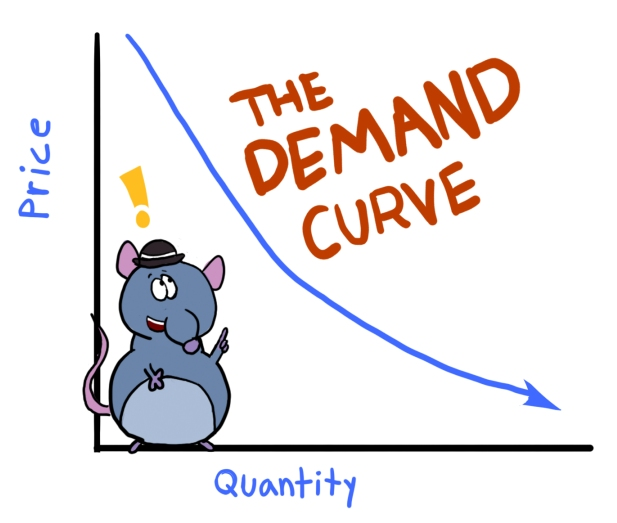 THE
DEMAND
CURVE
Price
!
Quantity